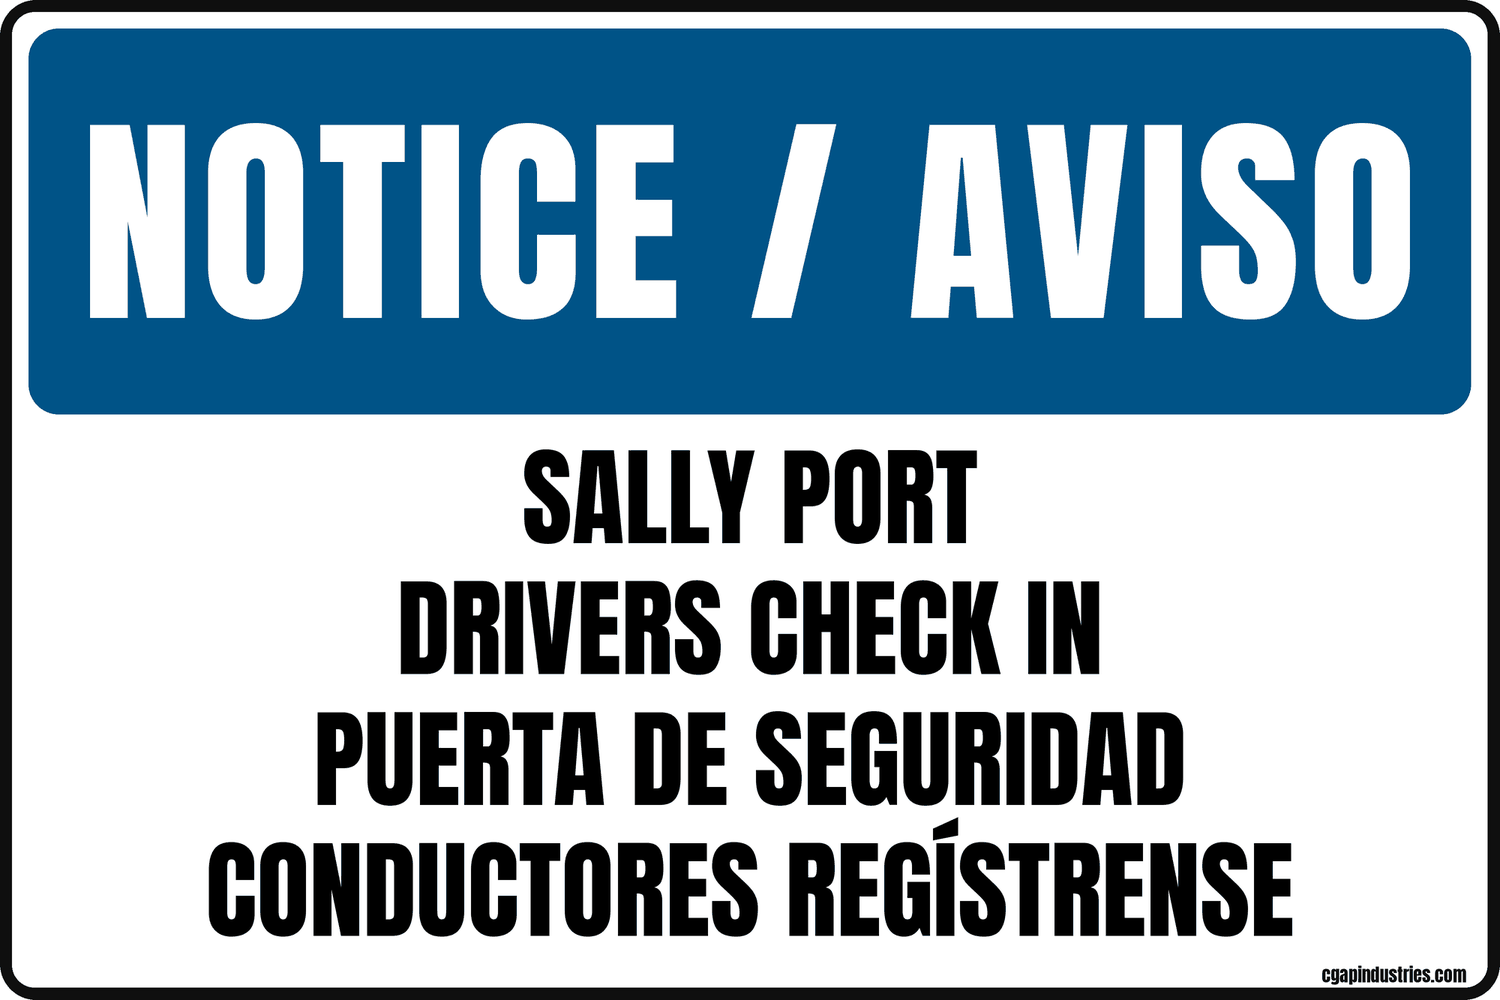 NOTICE / AVISO
SALLY PORT
DRIVERS CHECK IN
PUERTA DE SEGURIDAD
CONDUCTORES REGÍSTRENSE
cgapindustries.com